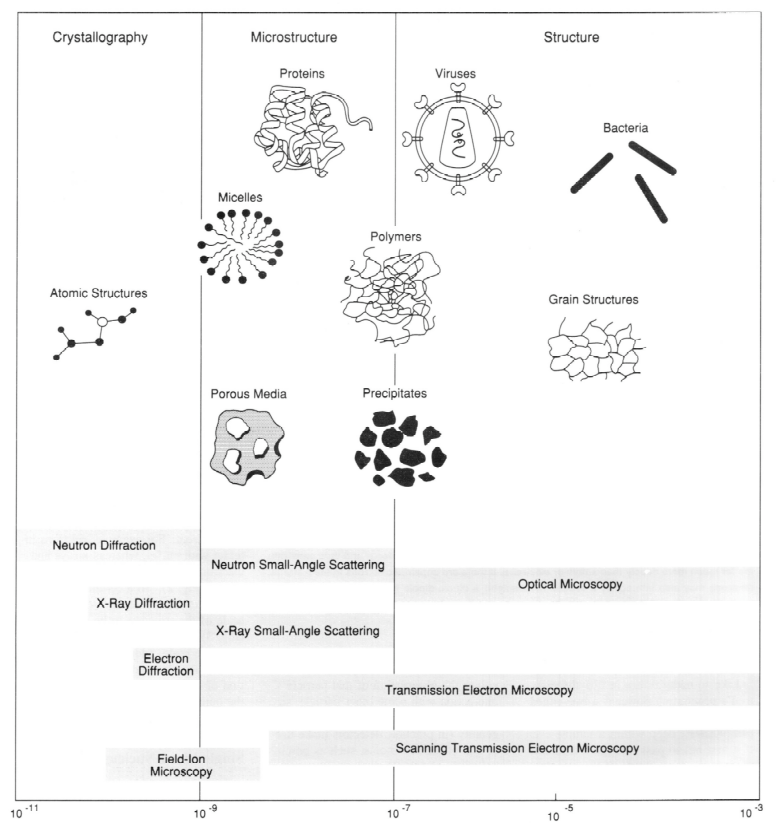 Crystallography
Microstructure
Structure
Proteins
Viruses
Bacteria
Micelles
Polymers
Atomic Structures
Grain Structures
Porous Media
Precipitates
Neutron Diffraction
Neutron Small-Angle Scattering
Optical Microscopy
X-Ray Diffraction
X-Ray Small-Angle Scattering
Electron
Diffraction
Transmission Electron Microscopy
Scanning Transmission Electron Microscopy
Field-Ion
Microscopy
10⁻¹¹ 10⁻⁹ 10⁻⁷ 10⁻⁵ 10⁻³